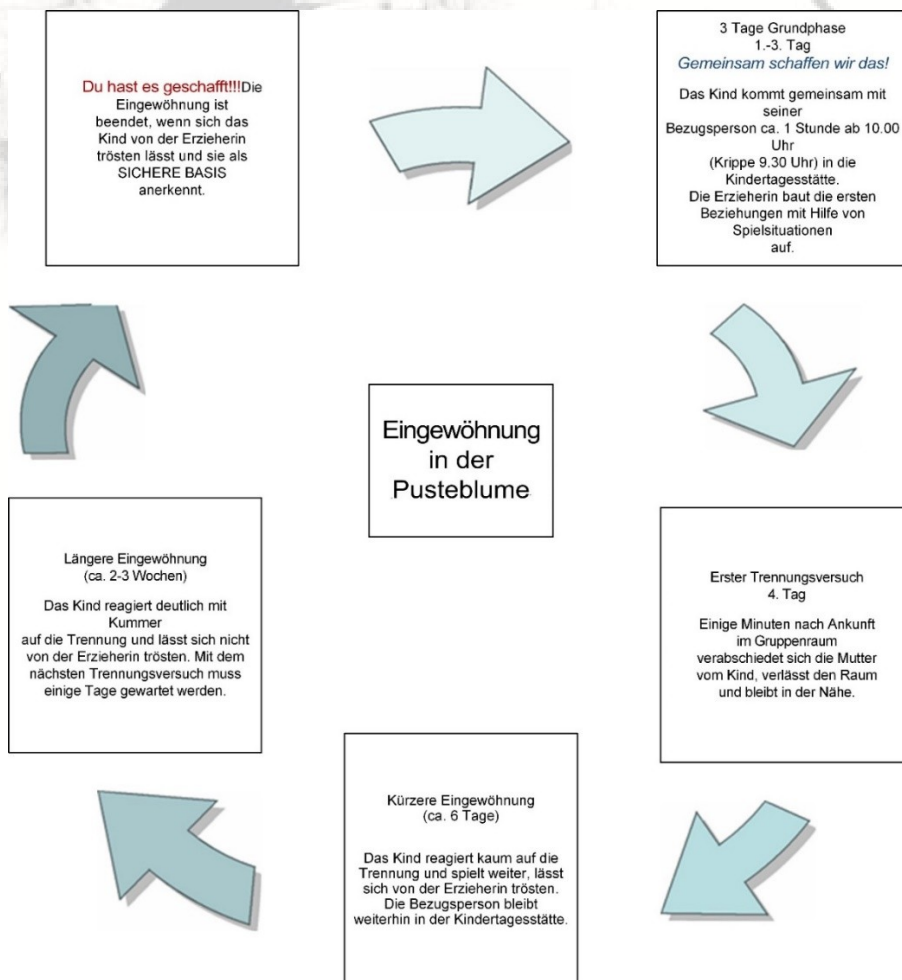 Du hast es geschafft!!!Die
Eingewöhnung ist
beendet, wenn sich das
Kind von der Erzieherin
trösten lässt und sie als
SICHERE BASIS
anerkennt.
3 Tage Grundphase
1.-3. Tag
Gemeinsam schaffen wir das!
Das Kind kommt gemeinsam mit
seiner
Bezugsperson ca. 1 Stunde ab 10.00
Uhr
(Krippe 9.30 Uhr) in die
Kindertagesstätte.
Die Erzieherin baut die ersten
Beziehungen mit Hilfe von
Spielsituationen
auf.
Eingewöhnung
in der
Pusteblume
Längere Eingewöhnung
(ca. 2-3 Wochen)
Das Kind reagiert deutlich mit
Kummer
auf die Trennung und lässt sich nicht
von der Erzieherin trösten. Mit dem
nächsten Trennungsversuch muss
einige Tage gewartet werden.
Erster Trennungsversuch
4. Tag
Einige Minuten nach Ankunft
im Gruppenraum
verabschiedet sich die Mutter
vom Kind, verlässt den Raum
und bleibt in der Nähe.
Kürzere Eingewöhnung
(ca. 6 Tage)
Das Kind reagiert kaum auf die
Trennung und spielt weiter, lässt
sich von der Erzieherin trösten.
Die Bezugsperson bleibt
weiterhin in der Kindertagesstätte.